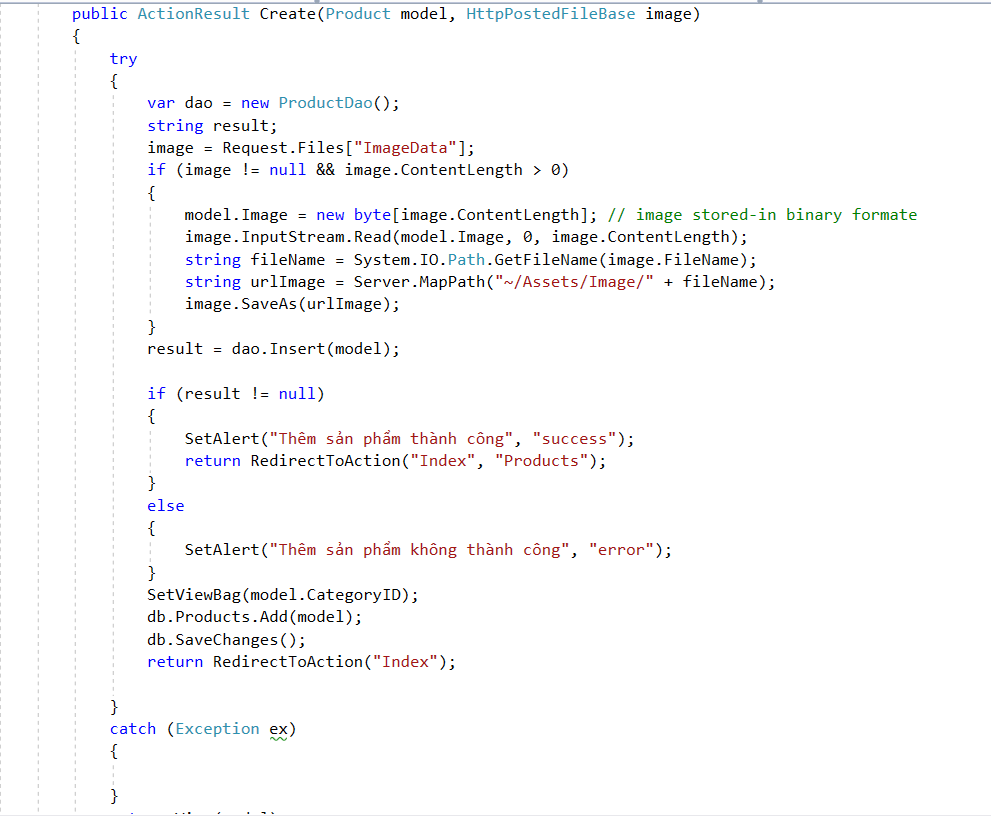 public ActionResult Create(Product model, HttpPostedFileBase image)
{
try
{
var dao = new ProductDao();
string result;
image = Request.Files["ImageData"];
if (image != null && image.ContentLength > 0)
{
model.Image = new byte[image.ContentLength]; // image stored-in binary formate
image.InputStream.Read(model.Image, 0, image.ContentLength);
string fileName = System.IO.Path.GetFileName(image.FileName);
string urlImage = Server.MapPath("~/Assets/Image/" + fileName);
image.SaveAs(urlImage);
}
result = dao.Insert(model);
if (result != null)
{
SetAlert("Thêm sản phẩm thành công", "success");
return RedirectToAction("Index", "Products");
}
else
{
SetAlert("Thêm sản phẩm không thành công", "error");
}
SetViewBag(model.CategoryID);
db.Products.Add(model);
db.SaveChanges();
return RedirectToAction("Index");
}
catch (Exception ex)
{
}